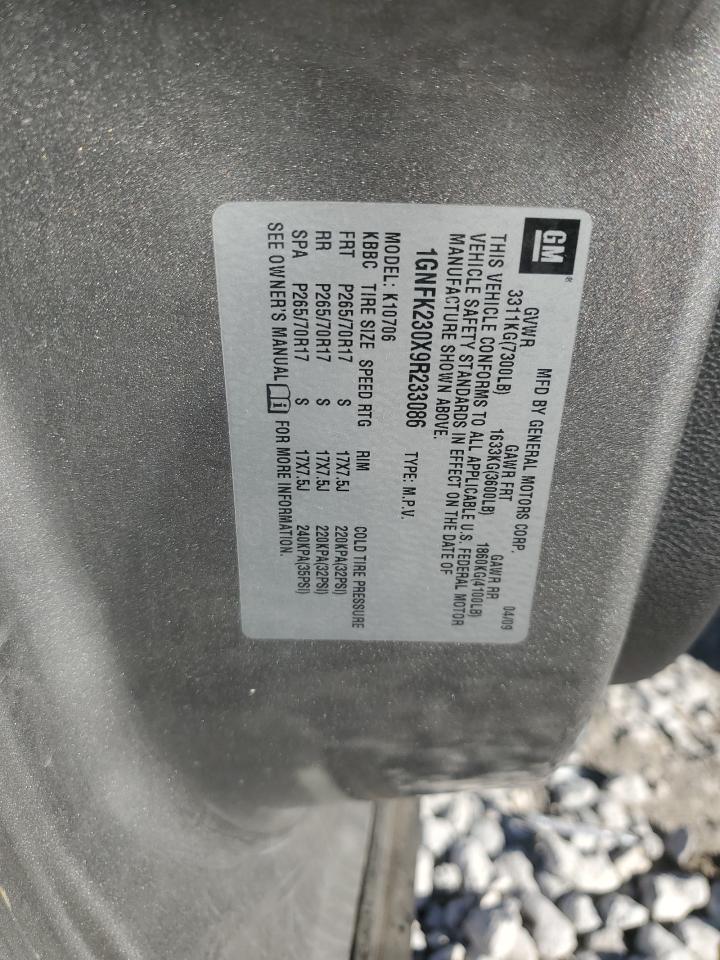 GM ®
MFD BY GENERAL MOTORS CORP. 04/09
GVWR GAWR FRT GAWR RR
3311KG(7300LB) 1633KG(3600LB) 1860KG(4100LB)
THIS VEHICLE CONFORMS TO ALL APPLICABLE U.S. FEDERAL MOTOR
VEHICLE SAFETY STANDARDS IN EFFECT ON THE DATE OF
MANUFACTURE SHOWN ABOVE.
1GNFK230X9R233086 TYPE: M.P.V.
MODEL: K10706
KBBC TIRE SIZE SPEED RTG RIM COLD TIRE PRESSURE
FRT P265/70R17 S 17X7.5J 220KPA(32PSI)
RR P265/70R17 S 17X7.5J 220KPA(32PSI)
SPA P265/70R17 S 17X7.5J 240KPA(35PSI)
SEE OWNER'S MANUAL i FOR MORE INFORMATION.